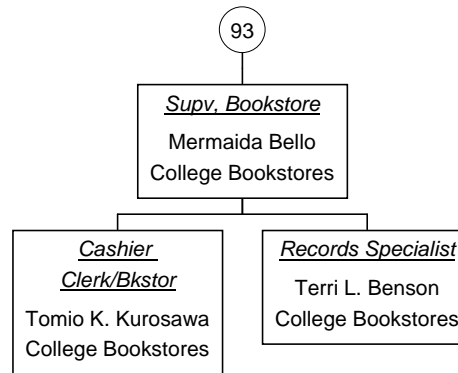 93
Supv, Bookstore
Mermaida Bello
College Bookstores
Cashier
Clerk/Bkstor
Tomio K. Kurosawa
College Bookstores
Records Specialist
Terri L. Benson
College Bookstores